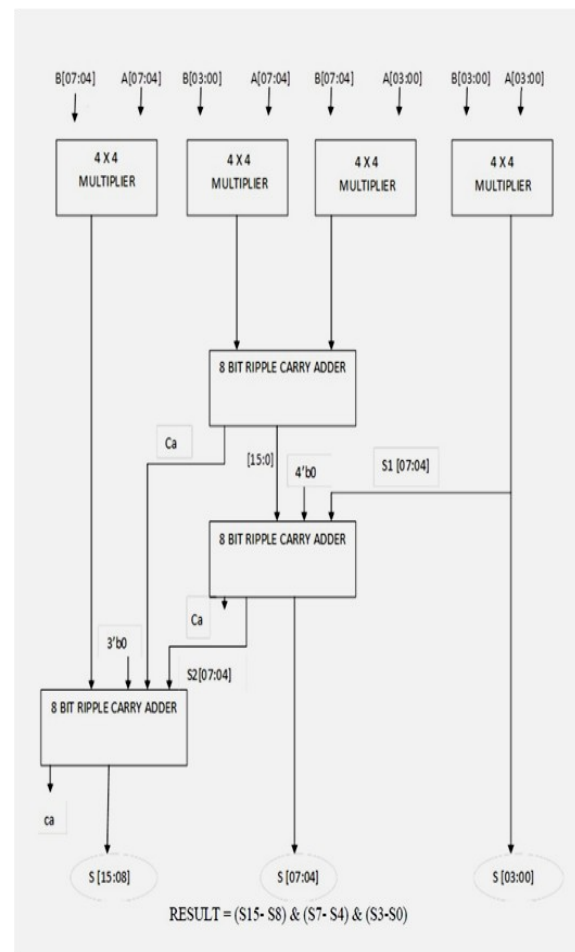 B[07:04] A[07:04] B[03:00] A[07:04] B[07:04] A[03:00] B[03:00] A[03:00]
4 X 4
MULTIPLIER
4 X 4
MULTIPLIER
4 X 4
MULTIPLIER
4 X 4
MULTIPLIER
8 BIT RIPPLE CARRY ADDER
Ca
[15:0]
4'b0
S1 [07:04]
8 BIT RIPPLE CARRY ADDER
Ca
3'b0
S2[07:04]
8 BIT RIPPLE CARRY ADDER
ca
S [15:08]
S [07:04]
S [03:00]
RESULT = (S15- S8) & (S7- S4) & (S3-S0)